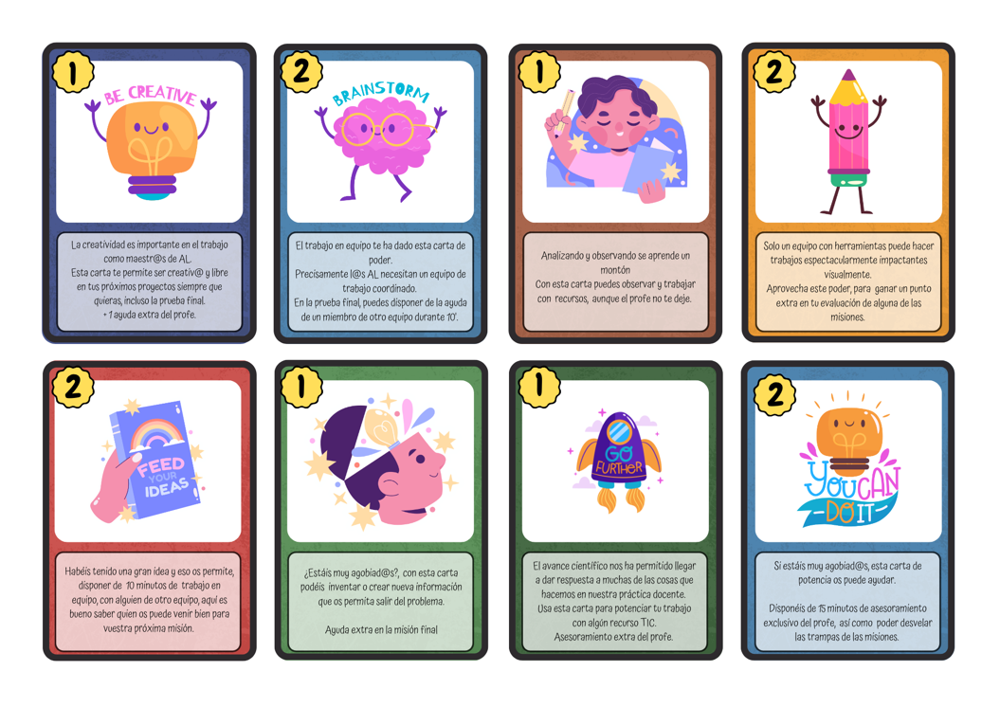 1
BE CREATIVE
La creatividad es importante en el trabajo
como maestr@s de AL.
Esta carta te permite ser creativ@ y libre
en tus próximos proyectos siempre que
quieras, incluso la prueba final.
+ 1 ayuda extra del profe.
2
BRAINSTORM
El trabajo en equipo te ha dado esta carta de
poder.
Precisamente l@s AL necesitan un equipo de
trabajo coordinado.
En la prueba final, puedes disponer de la ayuda
de un miembro de otro equipo durante 10'.
1
Analizando y observando se aprende un
montón
Con esta carta puedes observar y trabajar
con recursos, aunque el profe no te deje.
2
Solo un equipo con herramientas puede hacer
trabajos espectacularmente impactantes
visualmente.
Aprovecha este poder, para ganar un punto
extra en tu evaluación de alguna de las
misiones.
2
FEED
YOUR
IDEAS
Habéis tenido una gran idea y eso os permite,
disponer de 10 minutos de trabajo en
equipo, con alguien de otro equipo, aquí es
bueno saber quien os puede venir bien para
vuestra próxima misión.
1
¿Estáis muy agobiad@s?, con esta carta
podéis inventar o crear nueva información
que os permita salir del problema.
Ayuda extra en la misión final
1
GO
FURTHER
El avance científico nos ha permitido llegar
a dar respuesta a muchas de las cosas que
hacemos en nuestra práctica docente.
Usa esta carta para potenciar tu trabajo
con algún recurso TIC.
Asesoramiento extra del profe.
2
YOU CAN
-DO IT-
Si estáis muy agobiad@s, esta carta de
potencia os puede ayudar.
Disponéis de 15 minutos de asesoramiento
exclusivo del profe, así como poder desvelar
las trampas de las misiones.